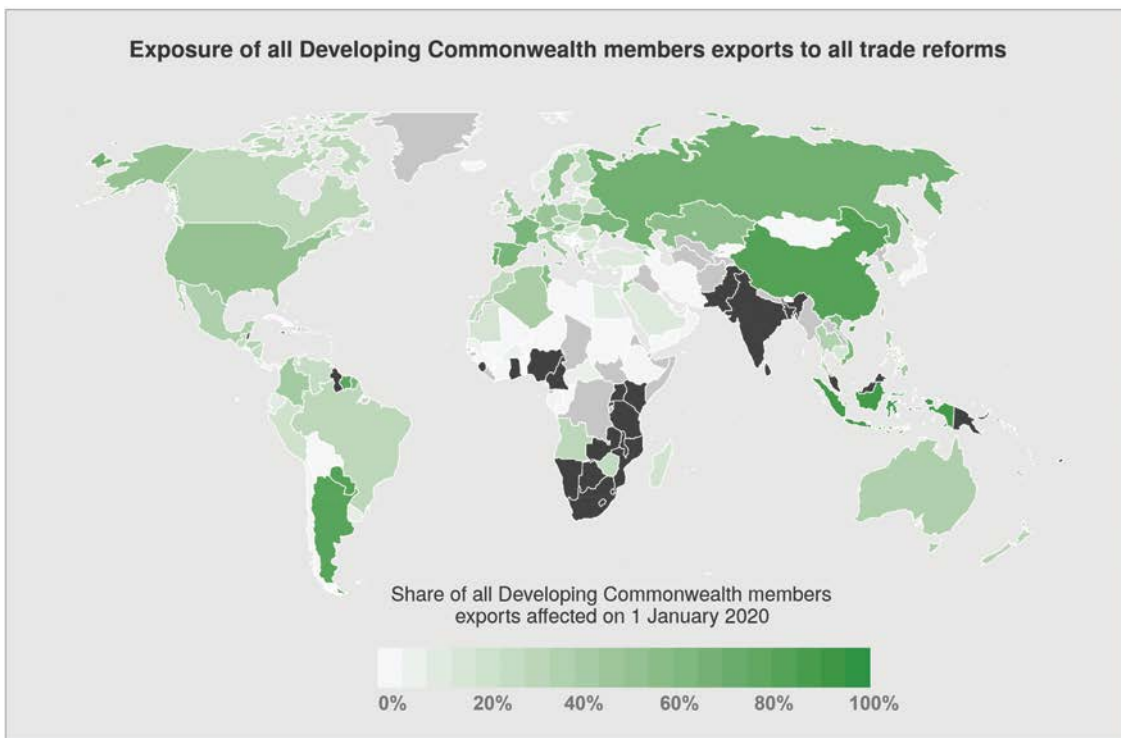 Exposure of all Developing Commonwealth members exports to all trade reforms
Share of all Developing Commonwealth members
exports affected on 1 January 2020
0% 20% 40% 60% 80% 100%